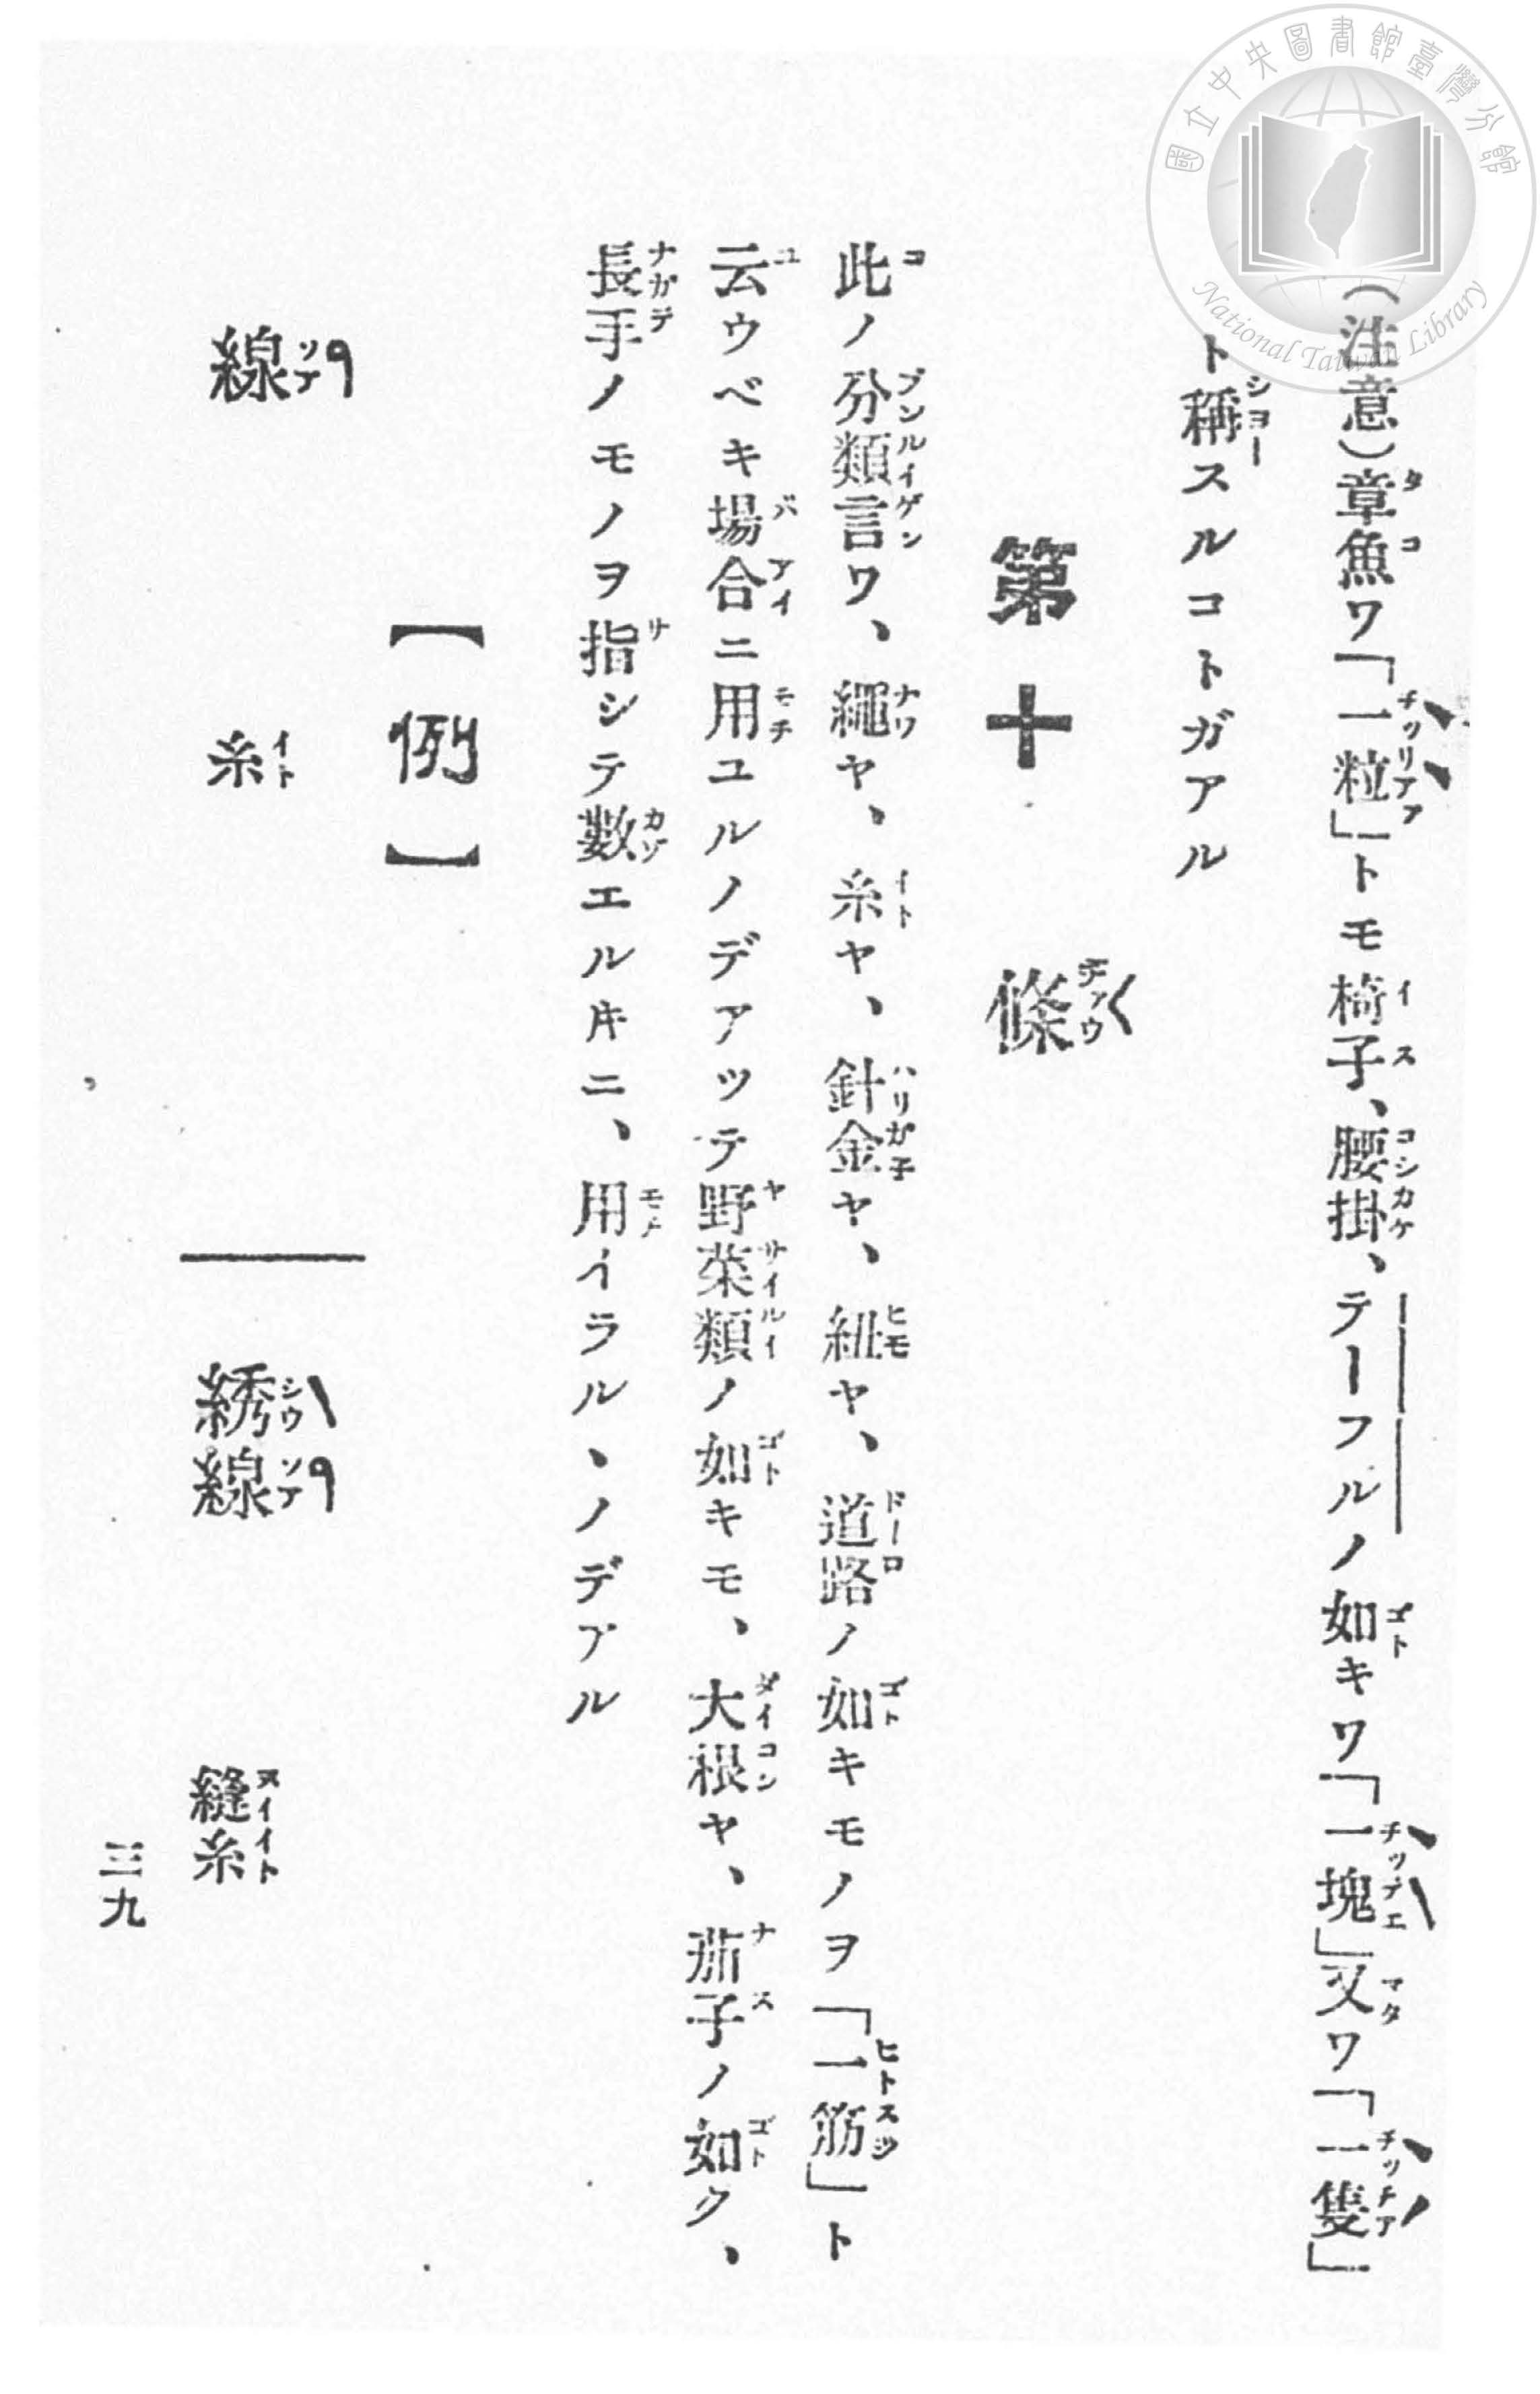 國立中央圖書館臺灣分館
National Taiwan Library
(注意)章魚ワ「一粒」トモ椅子、腰掛、テーフルノ如キワ「一塊」又ワ「一隻」
ト稱スルコトガアル
第十 條
此ノ分類言ワ、繩ヤ、糸ヤ、針金ヤ、紐ヤ、道路ノ如キモノヲ「一筋」ト
云ウベキ場合ニ用ユルノデアッテ野菜類ノ如キモ、大根ヤ、茄子ノ如ク、
長手ノモノヲ指シテ數エルキニ、用イラル、ノデアル
【例】
線 糸 綉線 縫糸
三九